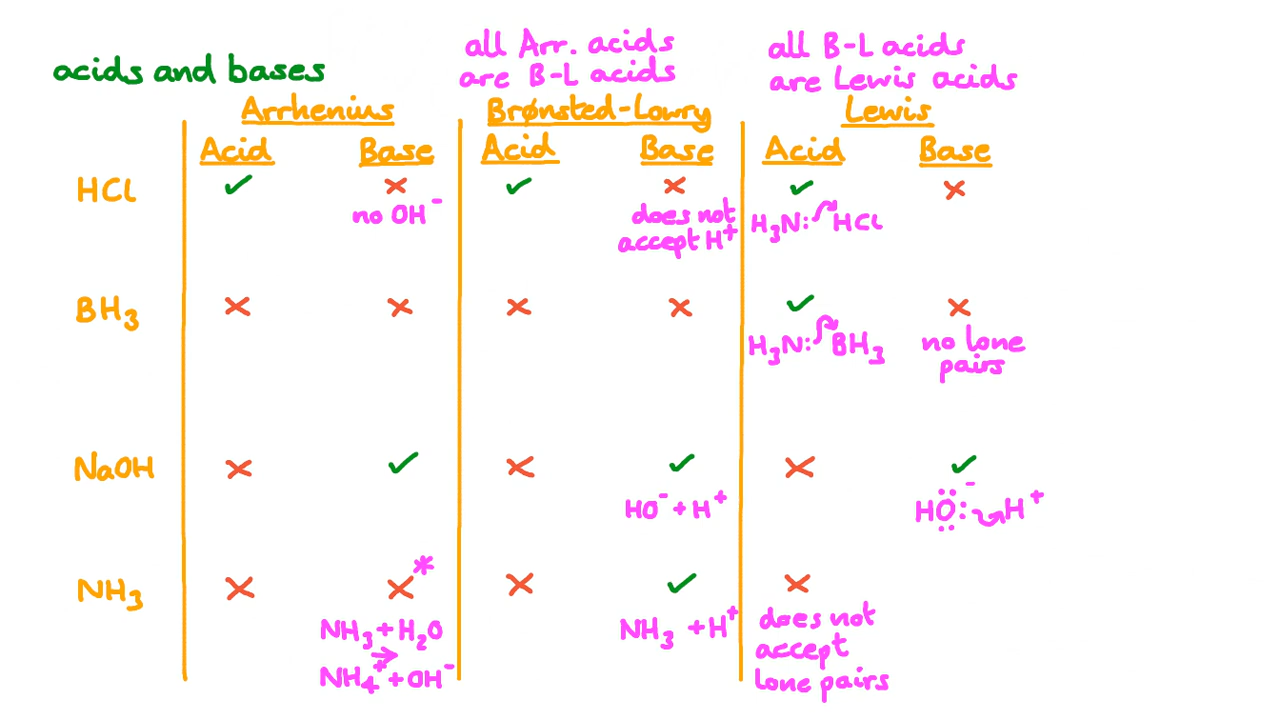 acids and bases
all Arr. acids
are B-L acids
all B-L acids
are Lewis acids
Arrhenius
Brønsted-Lowry
Lewis
Acid
Base
Acid
Base
Acid
Base
HCl
✓
✗
✓
✗
✓
✗
no OH⁻
does not
accept H⁺
H₃N: HCl
BH₃
✗
✗
✗
✗
✓
✗
H₃N: BH₃
no lone
pairs
NaOH
✗
✓
✗
✓
✗
✓
HO⁻ + H⁺
HO:⁻ H⁺
NH₃
✗
✗*
✗
✓
✗
NH₃ + H₂O
→
NH₄⁺ + OH⁻
NH₃ + H⁺
does not
accept
lone pairs